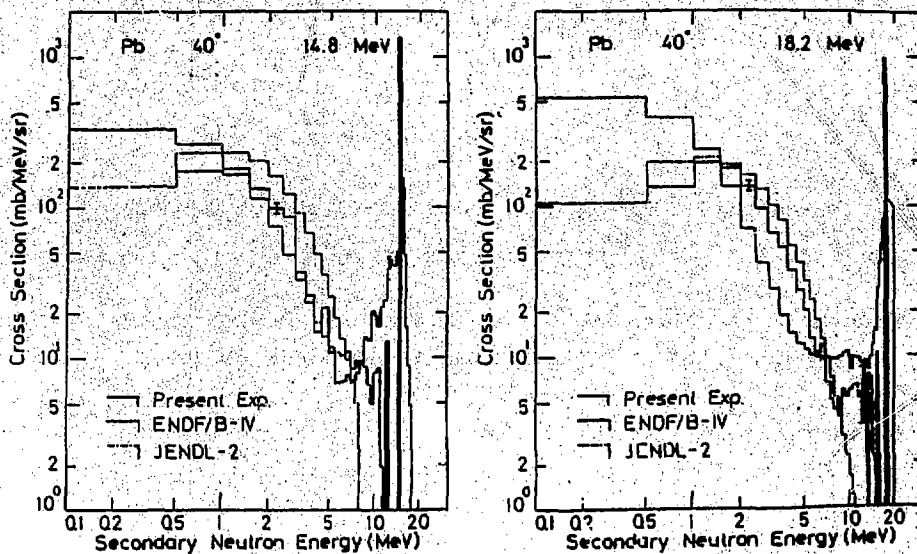 Pb 40° 14.8 MeV
10³
5
2
10²
5
2
10¹
5
2
10⁰
Cross Section (mb/MeV/sr)
Present Exp.
ENDF/B-IV
JENDL-2
0.1 0.2 0.5 1 2 5 10 20
Secondary Neutron Energy (MeV)
Pb 40° 18.2 MeV
10³
5
2
10²
5
2
10¹
5
2
10⁰
Cross Section (mb/MeV/sr)
Present Exp.
ENDF/B-IV
JENDL-2
0.1 0.2 0.5 1 2 5 10 20
Secondary Neutron Energy (MeV)